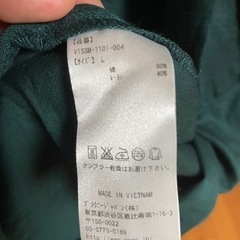 【品番】
VISSM-1101-004
【サイズ】 L
綿 60%
ﾚｰﾖﾝ 40%
タンブラー乾燥はお避け下さい
MADE IN VIETNAM
東京都渋谷区恵比寿南1-16-3
〒150-0022
03-5773-5189